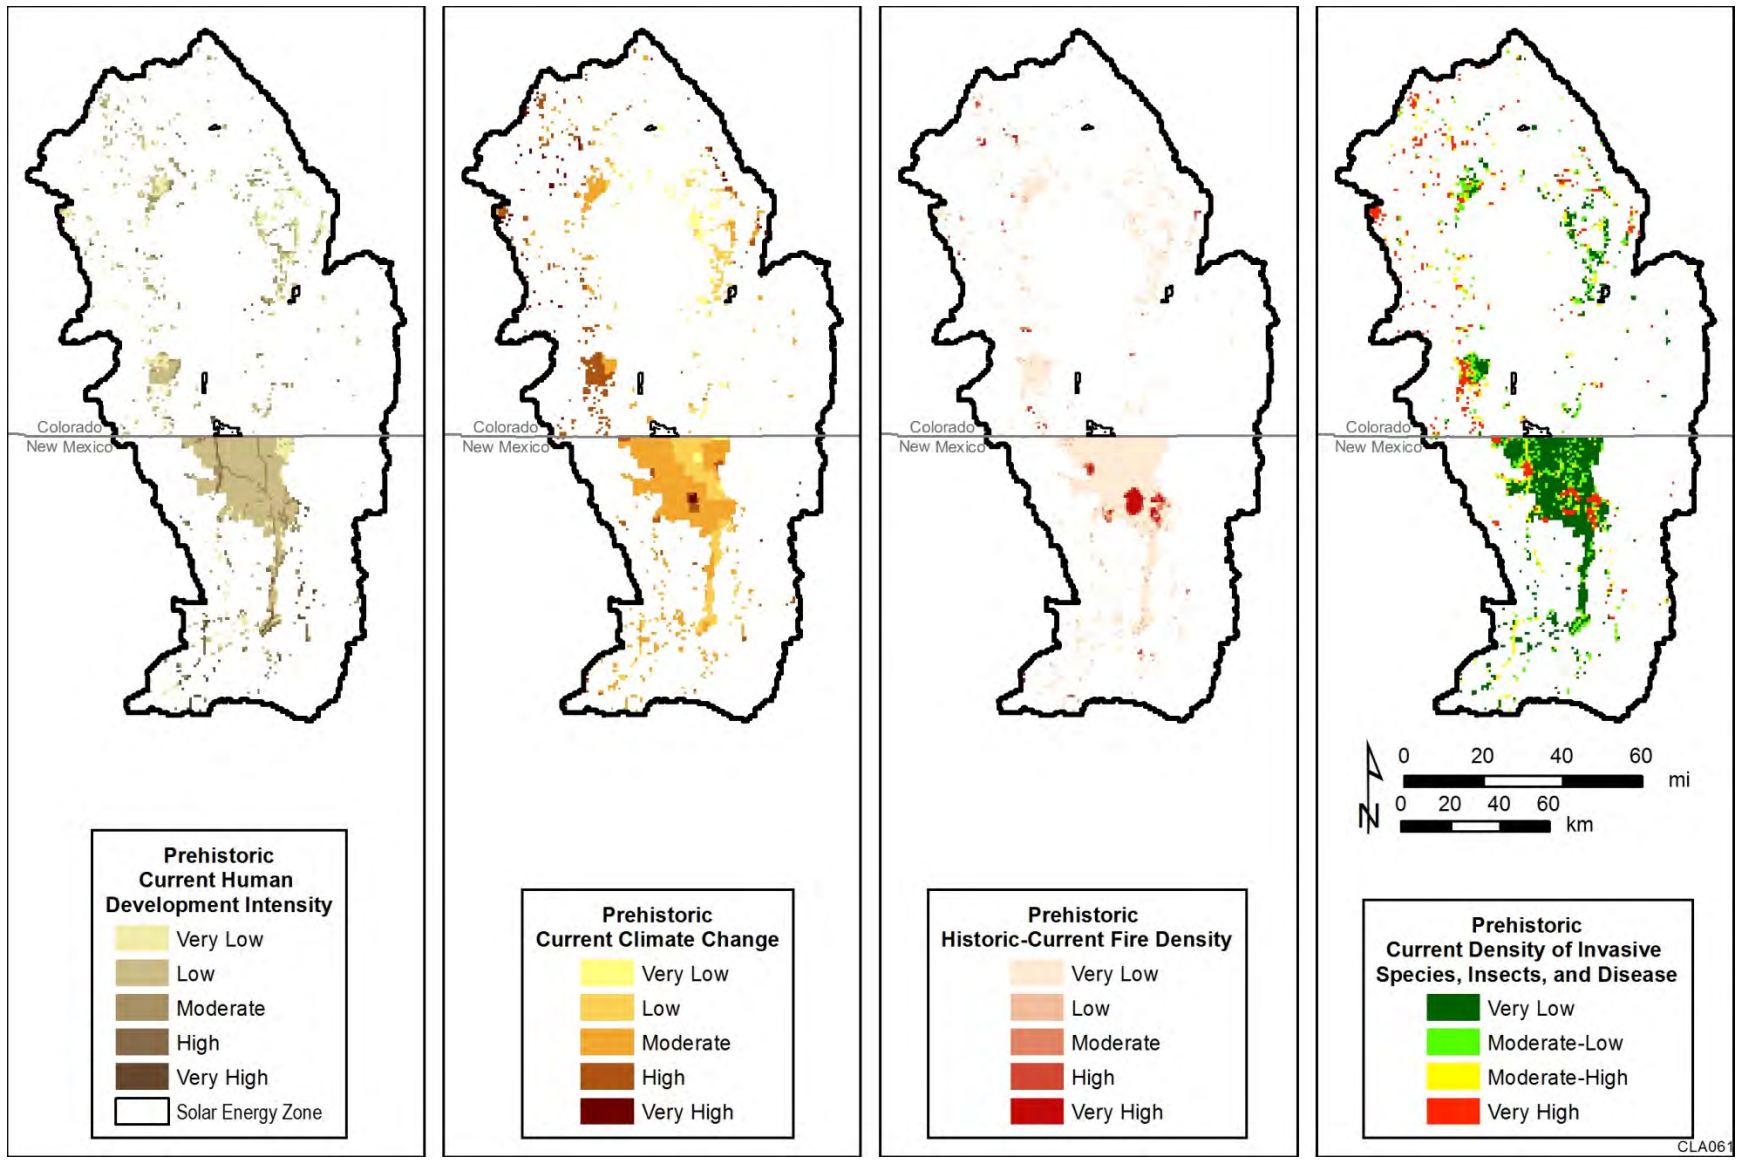 Colorado
New Mexico
Prehistoric
Current Human
Development Intensity
Very Low
Low
Moderate
High
Very High
Solar Energy Zone
Colorado
New Mexico
Prehistoric
Current Climate Change
Very Low
Low
Moderate
High
Very High
Colorado
New Mexico
Prehistoric
Historic-Current Fire Density
Very Low
Low
Moderate
High
Very High
Colorado
New Mexico
0 20 40 60
mi
0 20 40 60
km
N
Prehistoric
Current Density of Invasive
Species, Insects, and Disease
Very Low
Moderate-Low
Moderate-High
Very High
CLA061